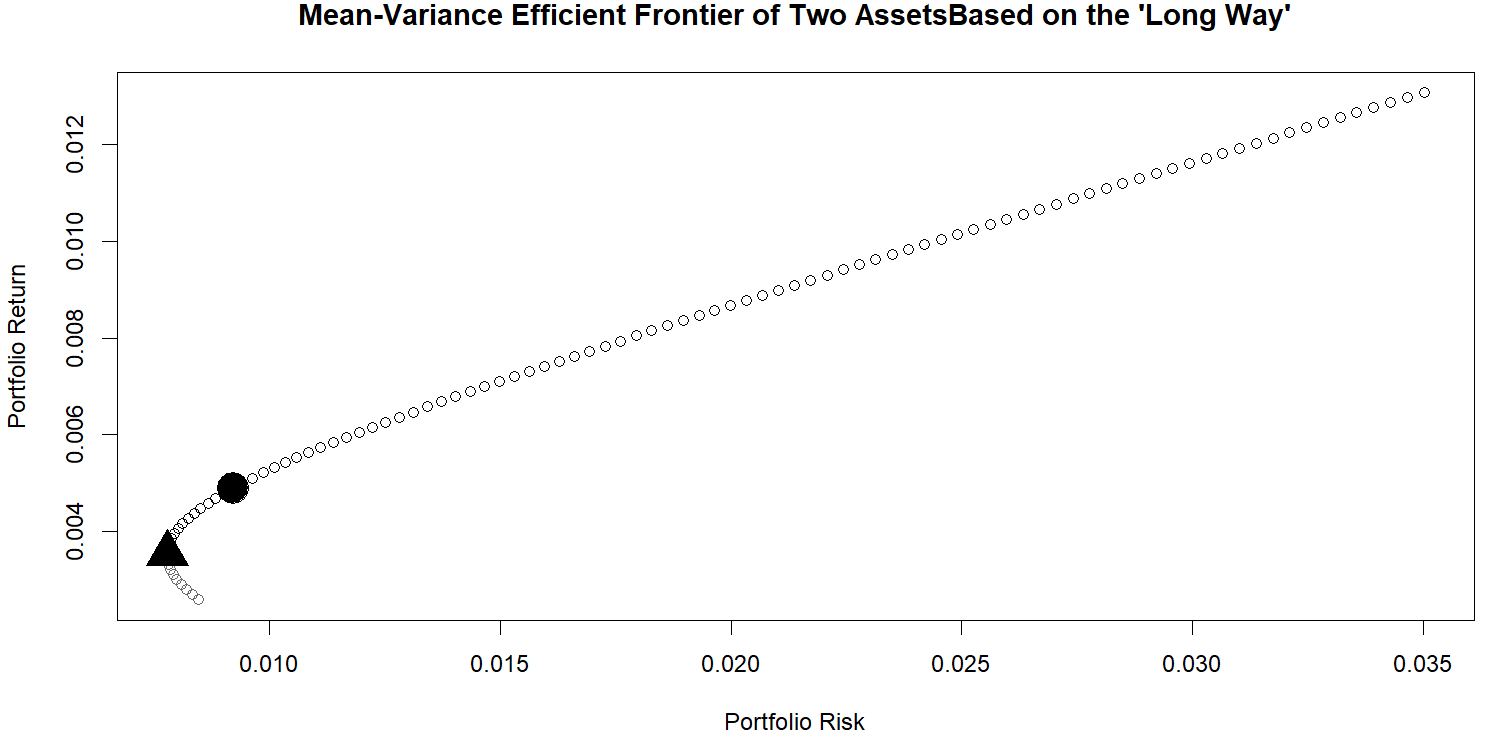 Mean-Variance Efficient Frontier of Two AssetsBased on the 'Long Way'
Portfolio Return
0.012
0.010
0.008
0.006
0.004
0.010 0.015 0.020 0.025 0.030 0.035
Portfolio Risk